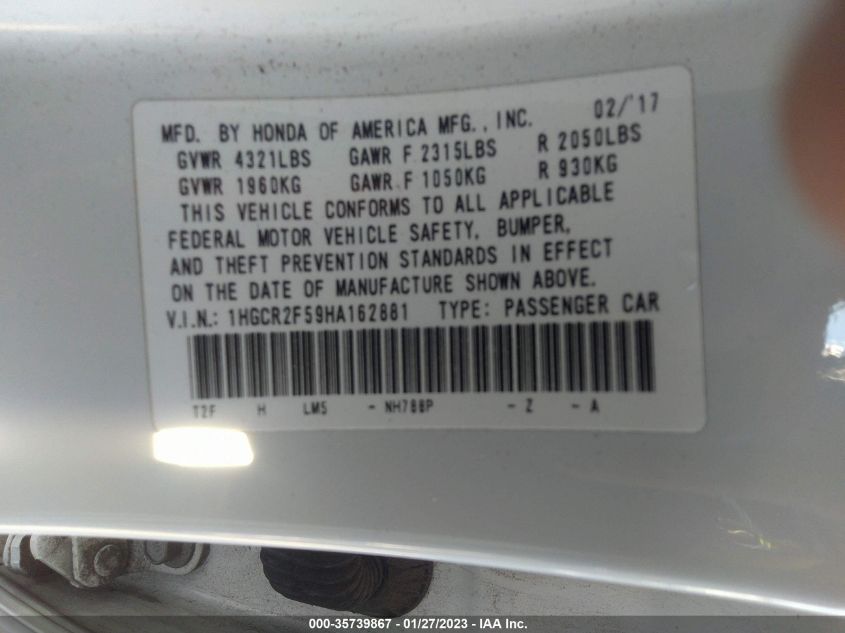 MFD. BY HONDA OF AMERICA MFG., INC. 02/'17
GVWR 4321LBS GAWR F 2315LBS R 2050LBS
GVWR 1960KG GAWR F 1050KG R 930KG
THIS VEHICLE CONFORMS TO ALL APPLICABLE
FEDERAL MOTOR VEHICLE SAFETY, BUMPER,
AND THEFT PREVENTION STANDARDS IN EFFECT
ON THE DATE OF MANUFACTURE SHOWN ABOVE.
V.I.N.: 1HGCR2F59HA162881 TYPE: PASSENGER CAR
T2F H LM5 - NH788P - Z - A
000-35739867 - 01/27/2023 - IAA Inc.